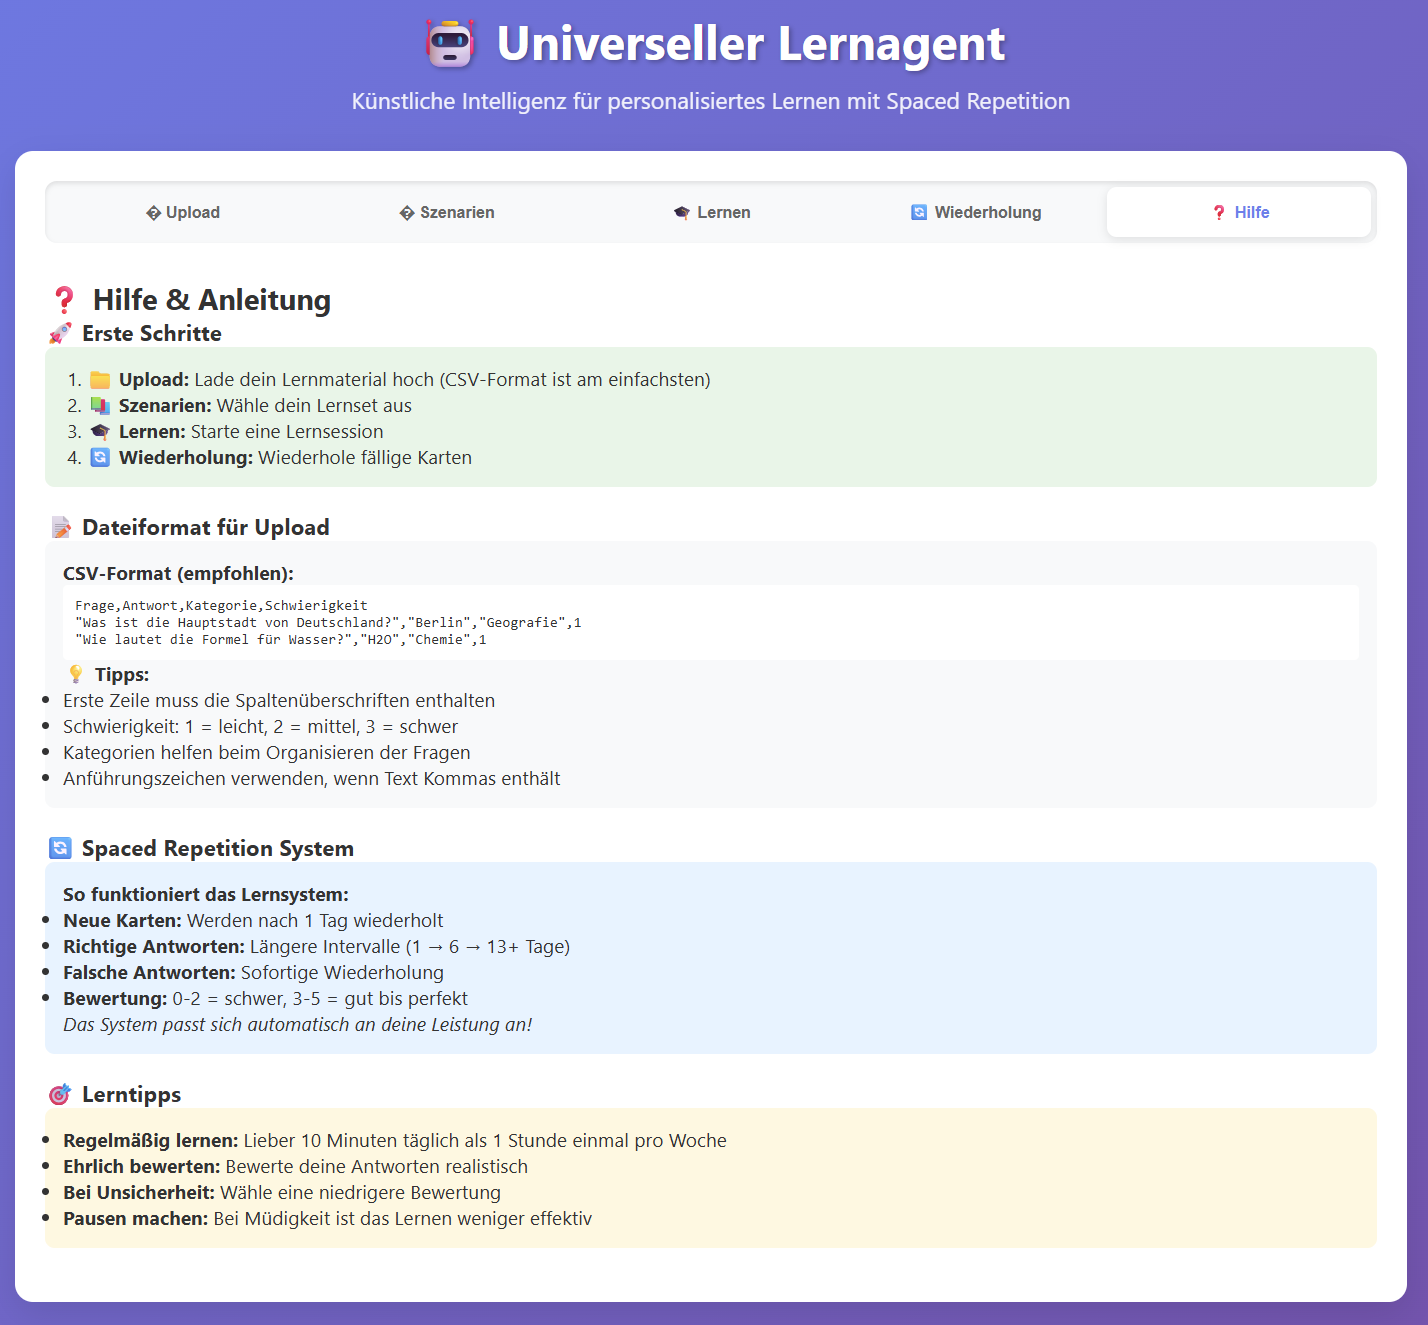 🤖 Universeller Lernagent
Künstliche Intelligenz für personalisiertes Lernen mit Spaced Repetition
� Upload
� Szenarien
🎓 Lernen
🔄 Wiederholung
❓ Hilfe
❓ Hilfe & Anleitung
🚀 Erste Schritte
1. 📁 Upload: Lade dein Lernmaterial hoch (CSV-Format ist am einfachsten)
2. 📚 Szenarien: Wähle dein Lernset aus
3. 🎓 Lernen: Starte eine Lernsession
4. 🔄 Wiederholung: Wiederhole fällige Karten
📝 Dateiformat für Upload
CSV-Format (empfohlen):
Frage,Antwort,Kategorie,Schwierigkeit
"Was ist die Hauptstadt von Deutschland?","Berlin","Geografie",1
"Wie lautet die Formel für Wasser?","H2O","Chemie",1
💡 Tipps:
• Erste Zeile muss die Spaltenüberschriften enthalten
• Schwierigkeit: 1 = leicht, 2 = mittel, 3 = schwer
• Kategorien helfen beim Organisieren der Fragen
• Anführungszeichen verwenden, wenn Text Kommas enthält
🔄 Spaced Repetition System
So funktioniert das Lernsystem:
• Neue Karten: Werden nach 1 Tag wiederholt
• Richtige Antworten: Längere Intervalle (1 → 6 → 13+ Tage)
• Falsche Antworten: Sofortige Wiederholung
• Bewertung: 0-2 = schwer, 3-5 = gut bis perfekt
Das System passt sich automatisch an deine Leistung an!
🎯 Lerntipps
• Regelmäßig lernen: Lieber 10 Minuten täglich als 1 Stunde einmal pro Woche
• Ehrlich bewerten: Bewerte deine Antworten realistisch
• Bei Unsicherheit: Wähle eine niedrigere Bewertung
• Pausen machen: Bei Müdigkeit ist das Lernen weniger effektiv